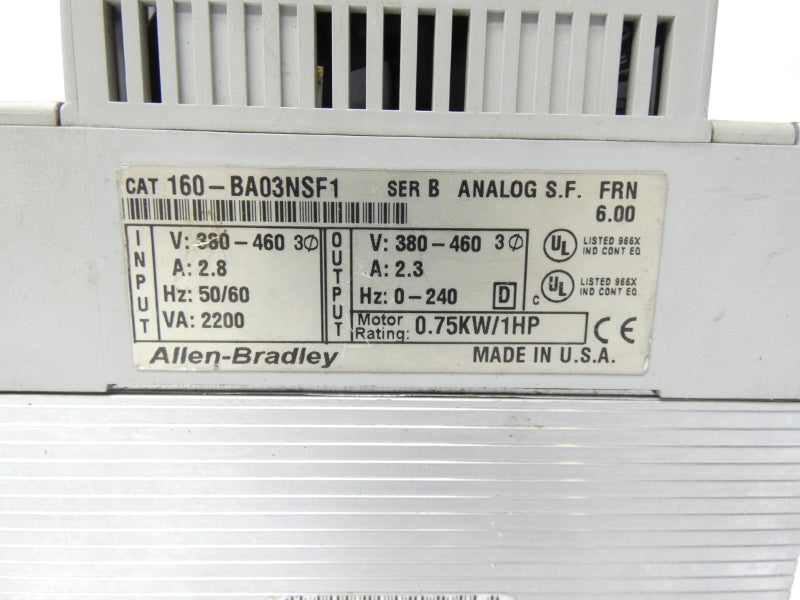 CAT 160-BA03NSF1 SER B ANALOG S.F. FRN
6.00
INPUT
V: 380-460 3Ø
A: 2.8
Hz: 50/60
VA: 2200
OUTPUT
V: 380-460 3Ø
A: 2.3
Hz: 0-240 D
Motor Rating: 0.75KW/1HP
UL LISTED 966X
IND CONT EQ
c UL LISTED 966X
IND CONT EQ
CE
Allen-Bradley MADE IN U.S.A.